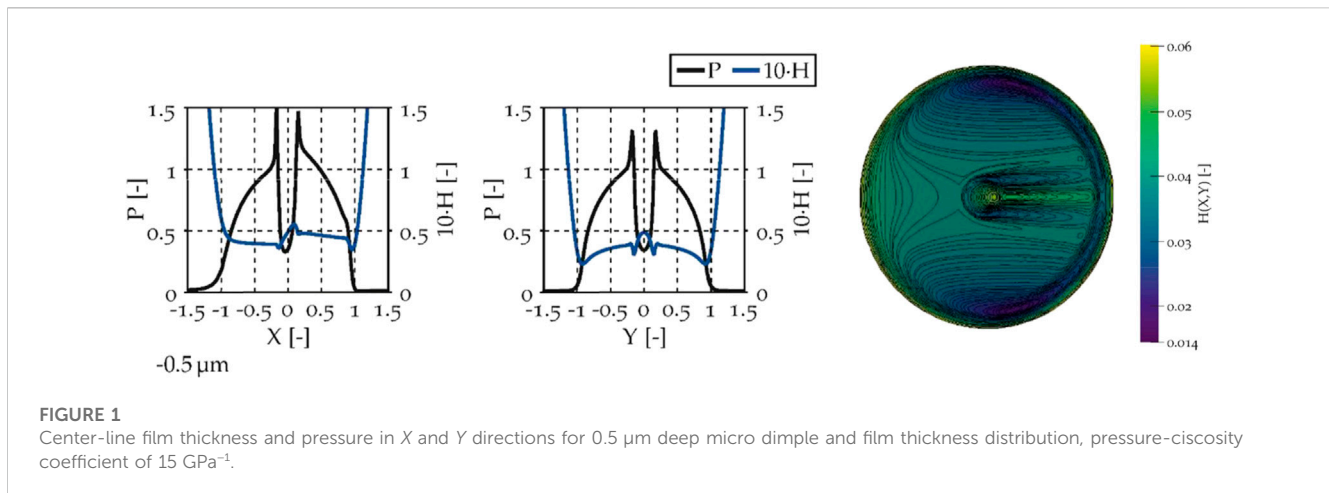 P 10·H
1.5 1.5 1.5 1.5 0.06
1 1 1 1 0.05
P [-] 10·H [-] P [-] 10·H [-] 0.04 H(X,Y) [-]
0.5 0.5 0.5 0.5 0.03
0 0 0 0 0.02
-1.5 -1 -0.5 0 0.5 1 1.5 -1.5 -1 -0.5 0 0.5 1 1.5 0.014
X [-] Y [-]
-0.5 µm
FIGURE 1
Center-line film thickness and pressure in X and Y directions for 0.5 µm deep micro dimple and film thickness distribution, pressure-ciscosity
coefficient of 15 GPa⁻¹.